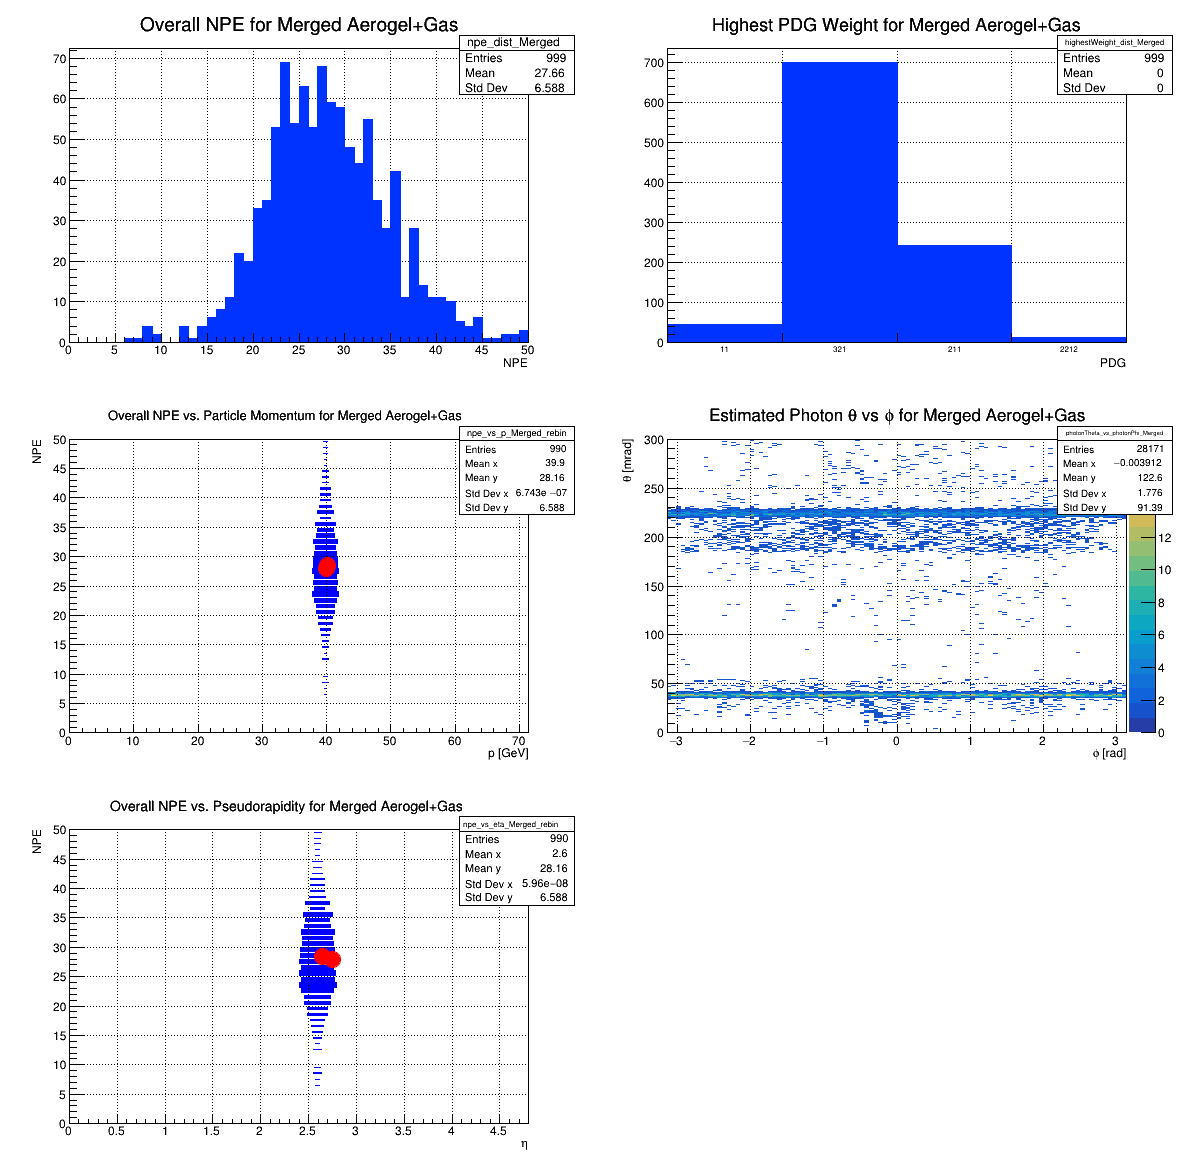 Overall NPE for Merged Aerogel+Gas
npe_dist_Merged
Entries 999
Mean 27.66
Std Dev 6.588
70
60
50
40
30
20
10
0
0 5 10 15 20 25 30 35 40 45 50
NPE
Highest PDG Weight for Merged Aerogel+Gas
highestWeight_dist_Merged
Entries 999
Mean 0
Std Dev 0
700
600
500
400
300
200
100
0
11 321 211 2212
PDG
Overall NPE vs. Particle Momentum for Merged Aerogel+Gas
npe_vs_p_Merged_rebin
Entries 990
Mean x 39.9
Mean y 28.16
Std Dev x 6.743e −07
Std Dev y 6.588
NPE
50
45
40
35
30
25
20
15
10
5
0
0 10 20 30 40 50 60 70
p [GeV]
Estimated Photon θ vs ϕ for Merged Aerogel+Gas
photonTheta_vs_photonPhi_Merged
Entries 28171
Mean x −0.003912
Mean y 122.6
Std Dev x 1.776
Std Dev y 91.39
θ [mrad]
300
250
200
150
100
50
0
−3 −2 −1 0 1 2 3
ϕ [rad]
12
10
8
6
4
2
0
Overall NPE vs. Pseudorapidity for Merged Aerogel+Gas
npe_vs_eta_Merged_rebin
Entries 990
Mean x 2.6
Mean y 28.16
Std Dev x 5.96e−08
Std Dev y 6.588
NPE
50
45
40
35
30
25
20
15
10
5
0
0 0.5 1 1.5 2 2.5 3 3.5 4 4.5
η